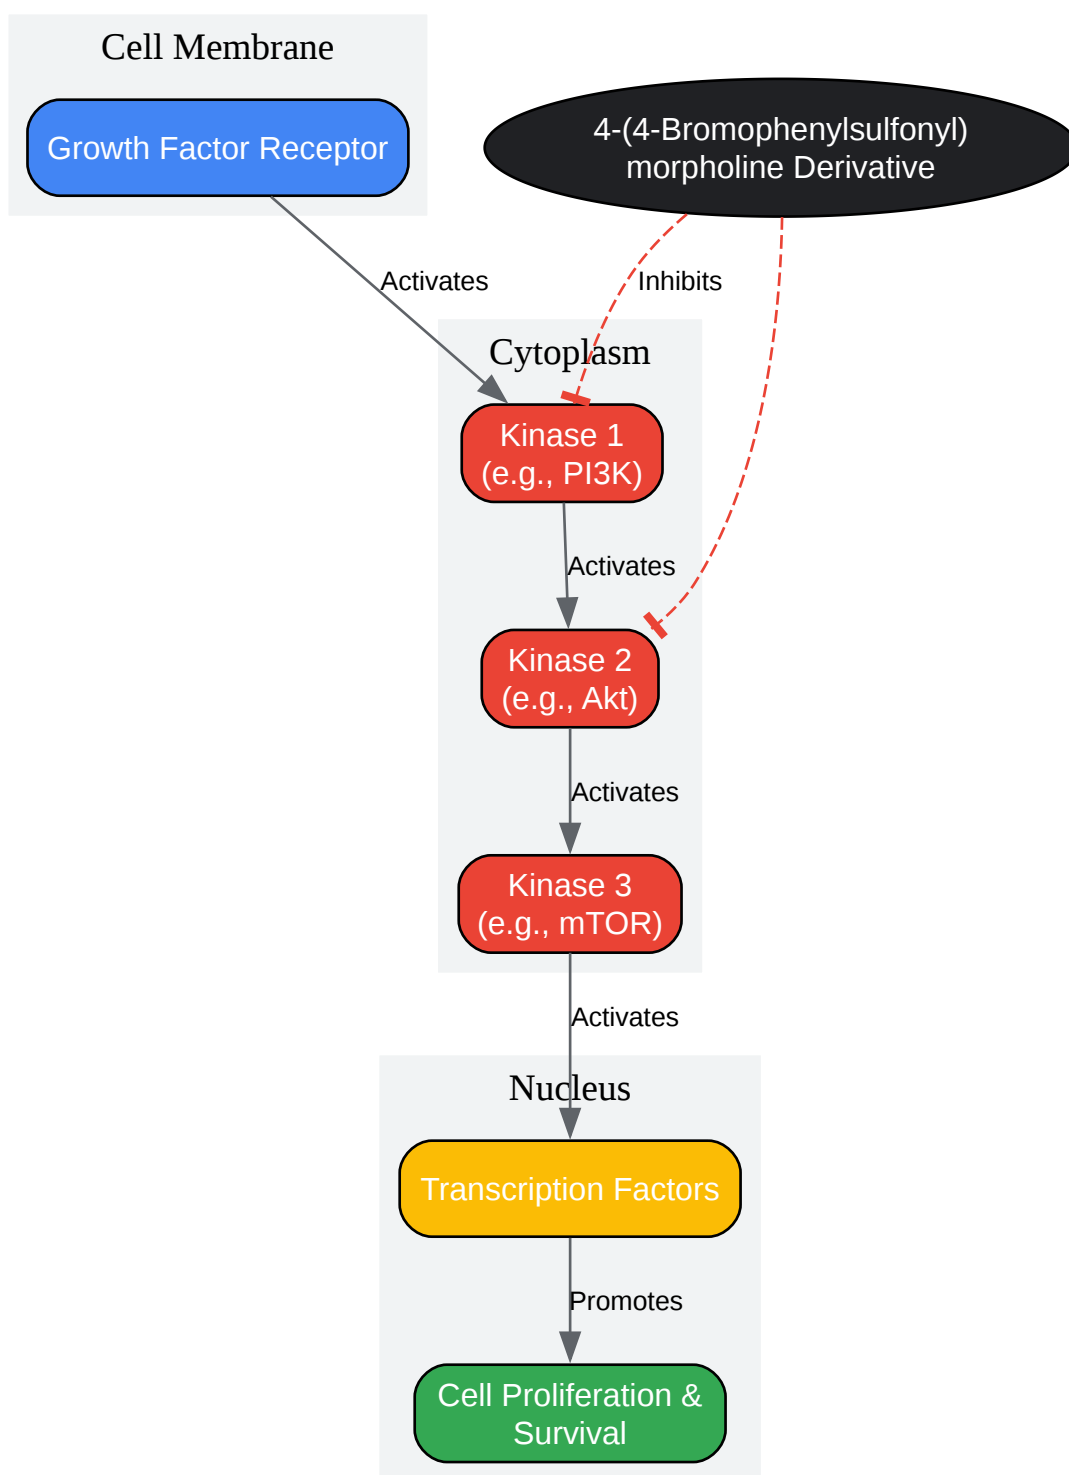 Cell Membrane
Growth Factor Receptor
4-(4-Bromophenylsulfonyl)
morpholine Derivative
Activates
Inhibits
Cytoplasm
Kinase 1
(e.g., PI3K)
Activates
Kinase 2
(e.g., Akt)
Activates
Kinase 3
(e.g., mTOR)
Activates
Nucleus
Transcription Factors
Promotes
Cell Proliferation &
Survival